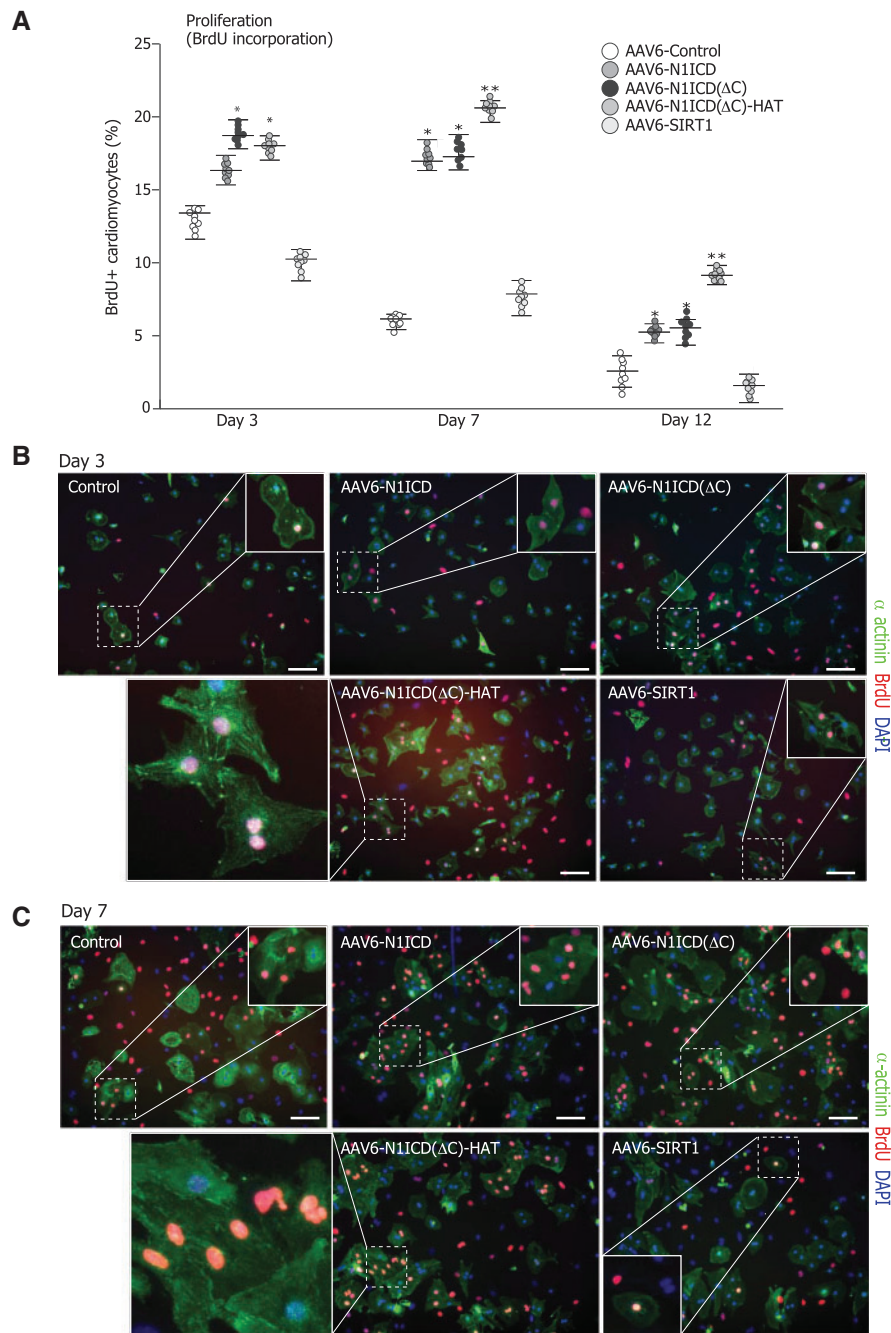 A
Proliferation
(BrdU incorporation)
BrdU+ cardiomyocytes (%)
25
20
15
10
5
0
AAV6-Control
AAV6-N1ICD
AAV6-N1ICD(ΔC)
AAV6-N1ICD(ΔC)-HAT
AAV6-SIRT1
*
*
*
*
**
*
*
**
Day 3
Day 7
Day 12
B
Day 3
Control
AAV6-N1ICD
AAV6-N1ICD(ΔC)
AAV6-N1ICD(ΔC)-HAT
AAV6-SIRT1
α actinin BrdU DAPI
C
Day 7
Control
AAV6-N1ICD
AAV6-N1ICD(ΔC)
AAV6-N1ICD(ΔC)-HAT
AAV6-SIRT1
α-actinin BrdU DAPI